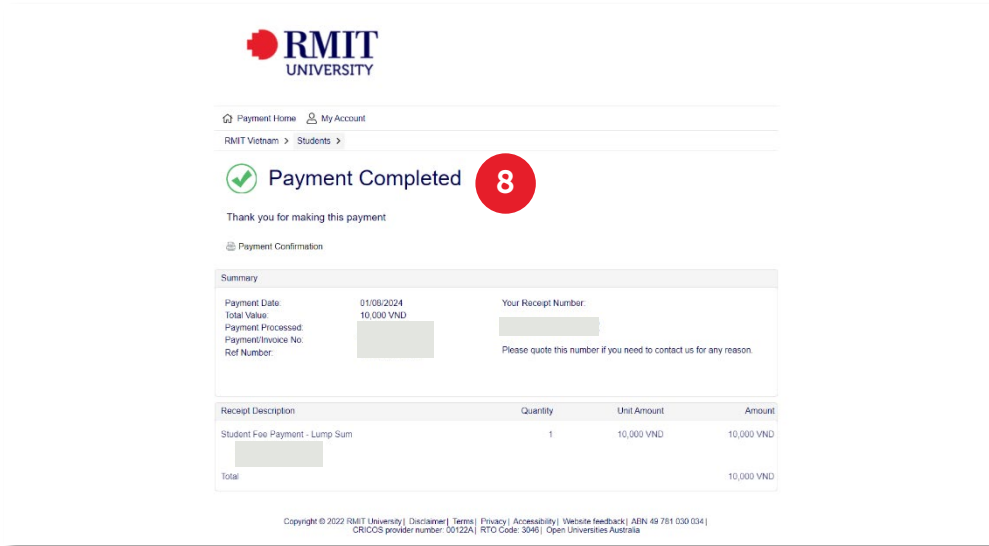 RMIT
UNIVERSITY
Payment Home My Account
RMIT Vietnam > Students >
Payment Completed 8
Thank you for making this payment
Payment Confirmation
Summary
Payment Date: 01/08/2024 Your Receipt Number:
Total Value: 10,000 VND
Payment Processed:
Payment/Invoice No:
Ref Number: Please quote this number if you need to contact us for any reason.
Receipt Description Quantity Unit Amount Amount
Student Fee Payment - Lump Sum 1 10,000 VND 10,000 VND
Total 10,000 VND
Copyright © 2022 RMIT University | Disclaimer | Terms | Privacy | Accessibility | Website feedback | ABN 49 781 030 034 |
CRICOS provider number: 00122A | RTO Code: 3046 | Open Universities Australia